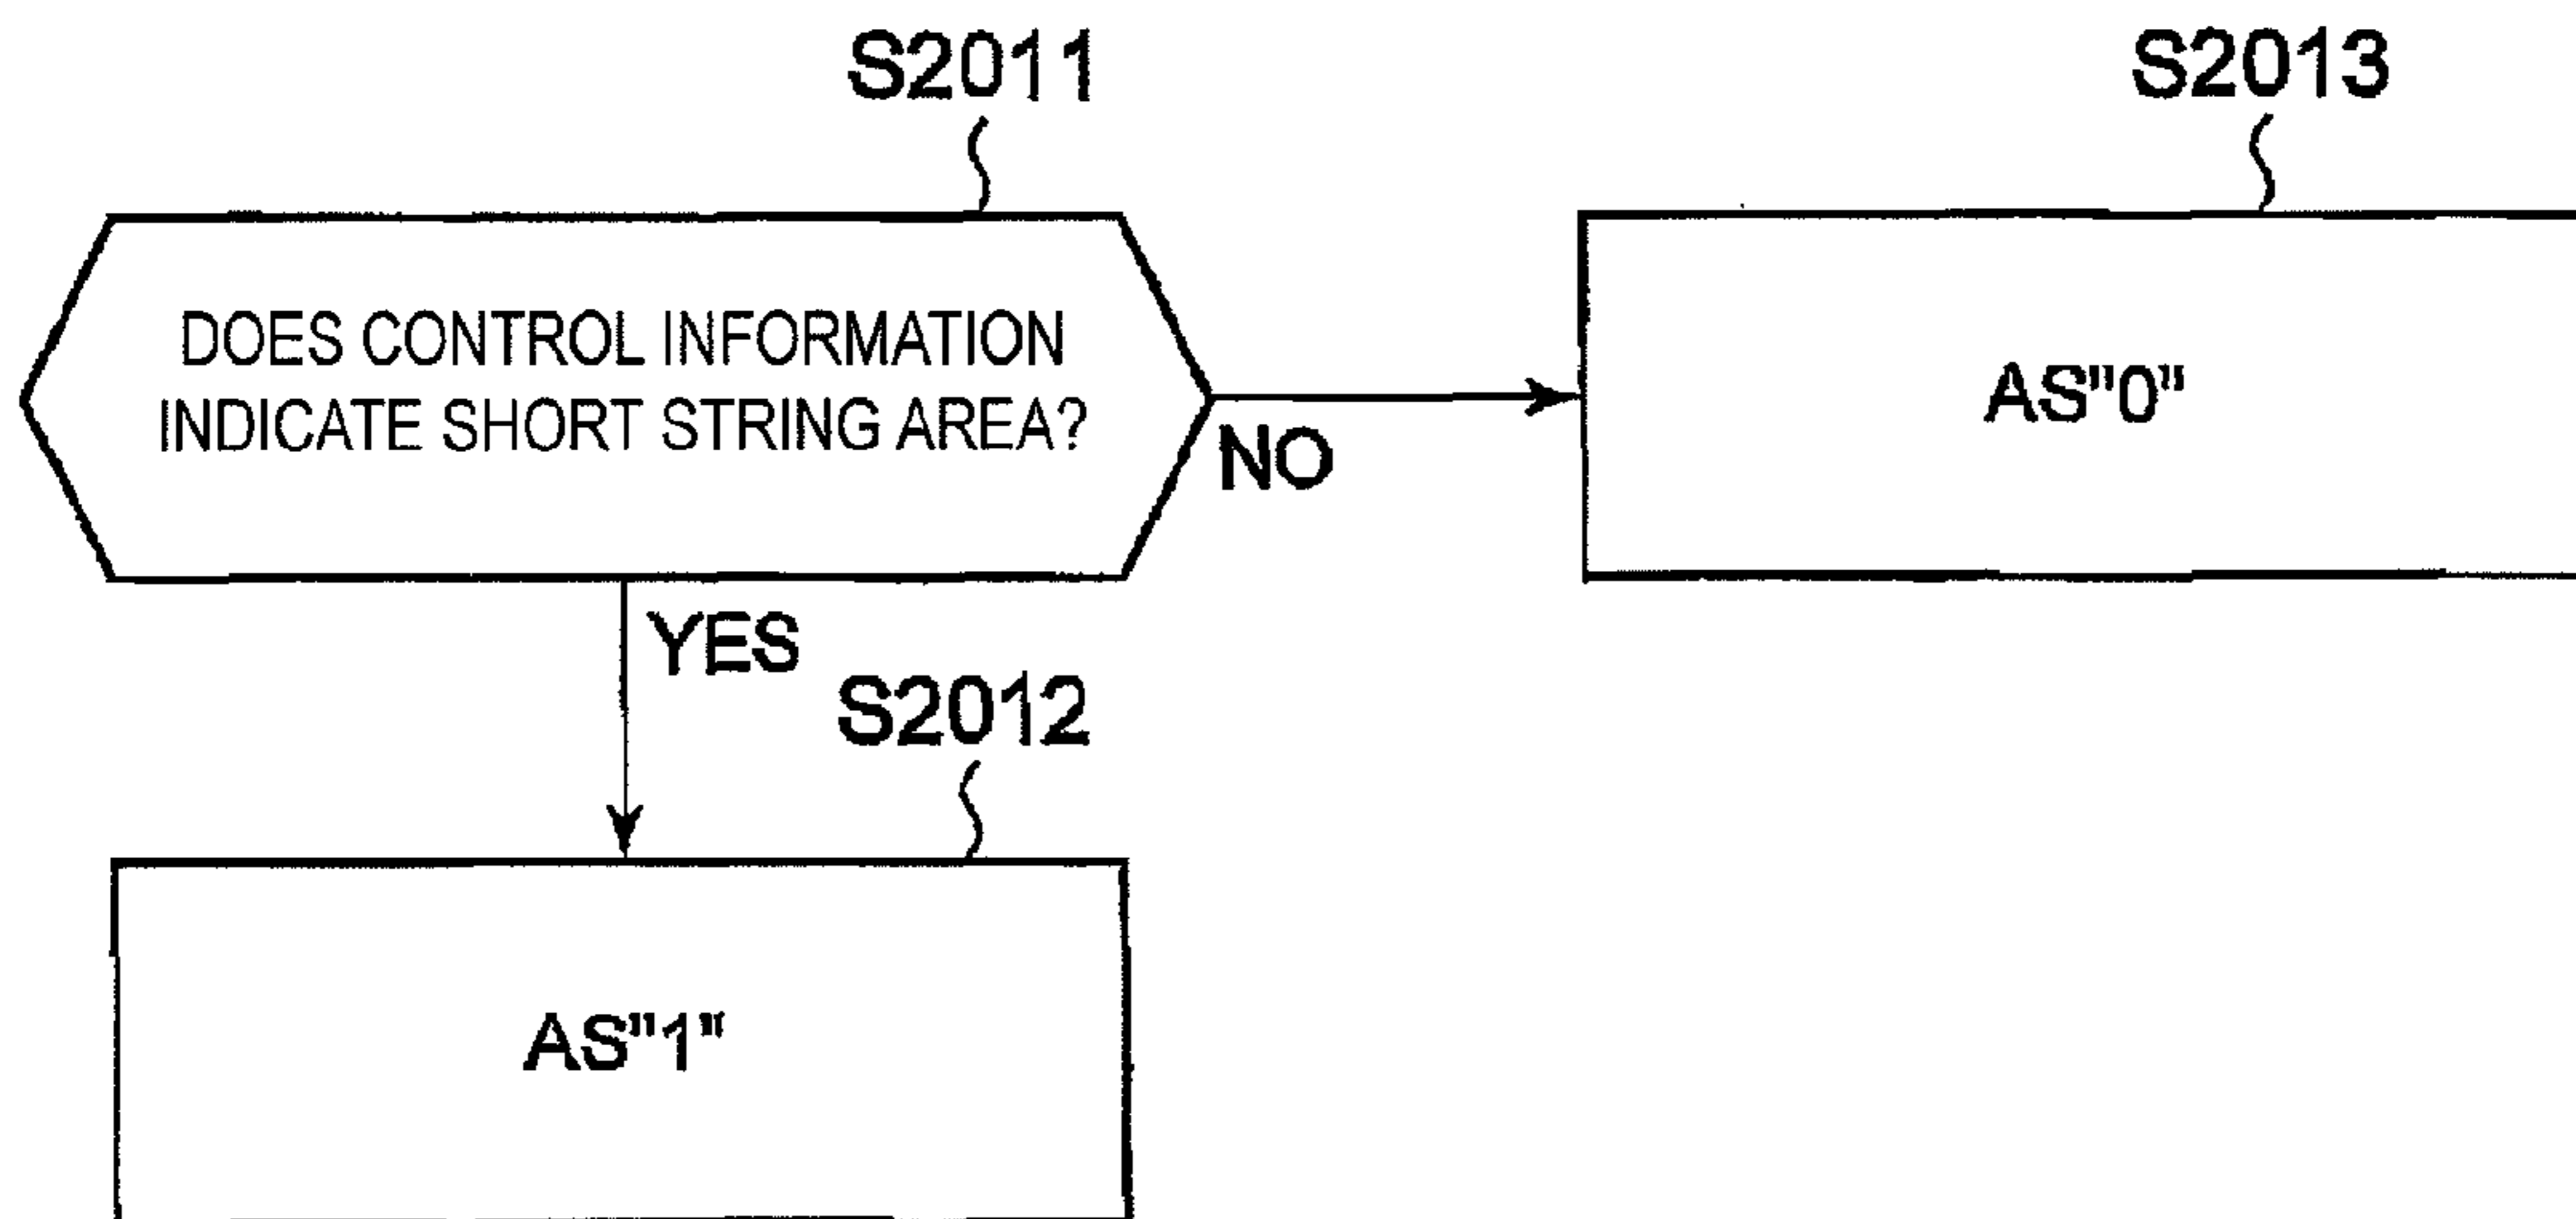 S2011
S2013
DOES CONTROL INFORMATION
INDICATE SHORT STRING AREA?
AS"0"
NO
YES
S2012
AS"1"